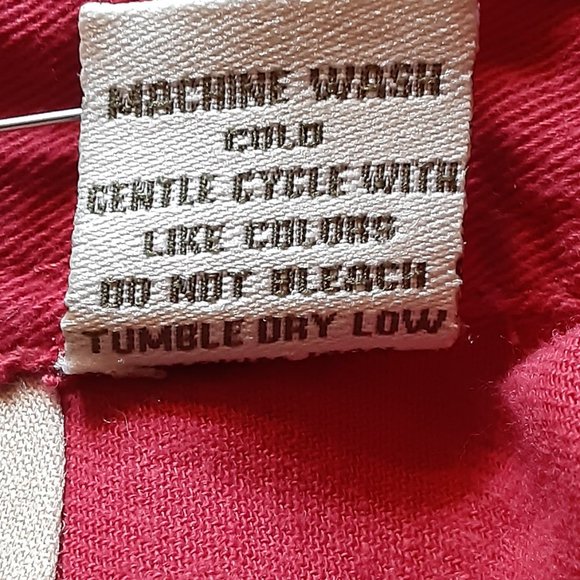 MACHINE WASH
COLD
GENTLE CYCLE WITH
LIKE COLORS
DO NOT BLEACH
TUMBLE DRY LOW